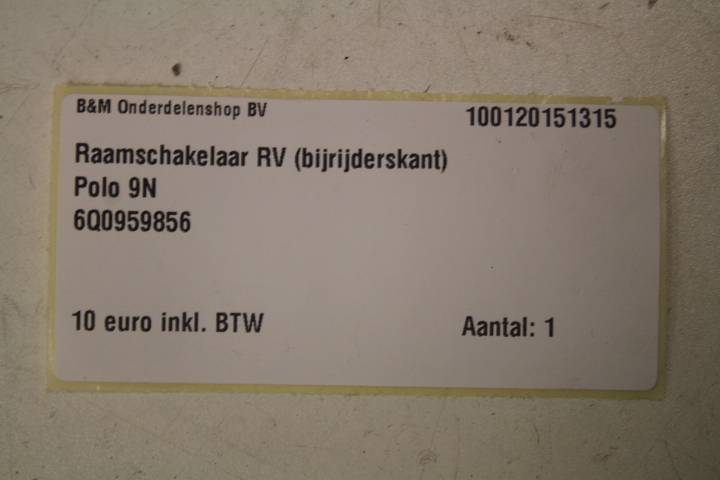 B&M Onderdelenshop BV
100120151315
Raamschakelaar RV (bijrijderskant)
Polo 9N
6Q0959856
10 euro inkl. BTW
Aantal: 1